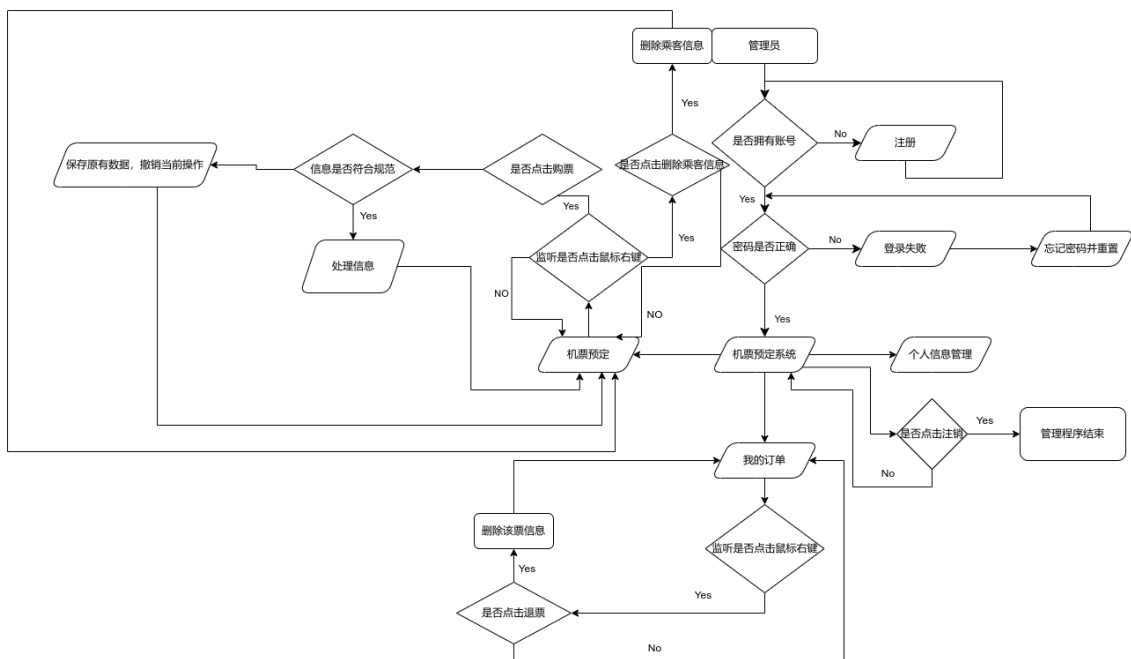 删除乘客信息
管理员
Yes
是否拥有账号
No
注册
保存原有数据，撤销当前操作
信息是否符合规范
是否点击购票
是否点击删除乘客信息
Yes
Yes
Yes
Yes
处理信息
监听是否点击鼠标右键
密码是否正确
No
登录失败
忘记密码并重置
NO
NO
Yes
机票预定
机票预定系统
个人信息管理
是否点击注销
Yes
管理程序结束
No
我的订单
删除该票信息
监听是否点击鼠标右键
Yes
Yes
是否点击退票
No